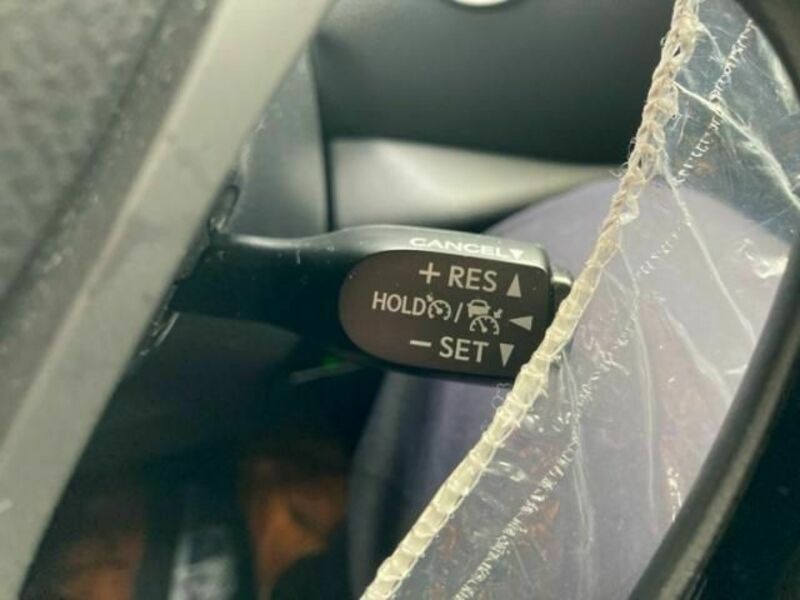 CANCEL▼
+ RES ▲
HOLD / ◀
− SET ▼